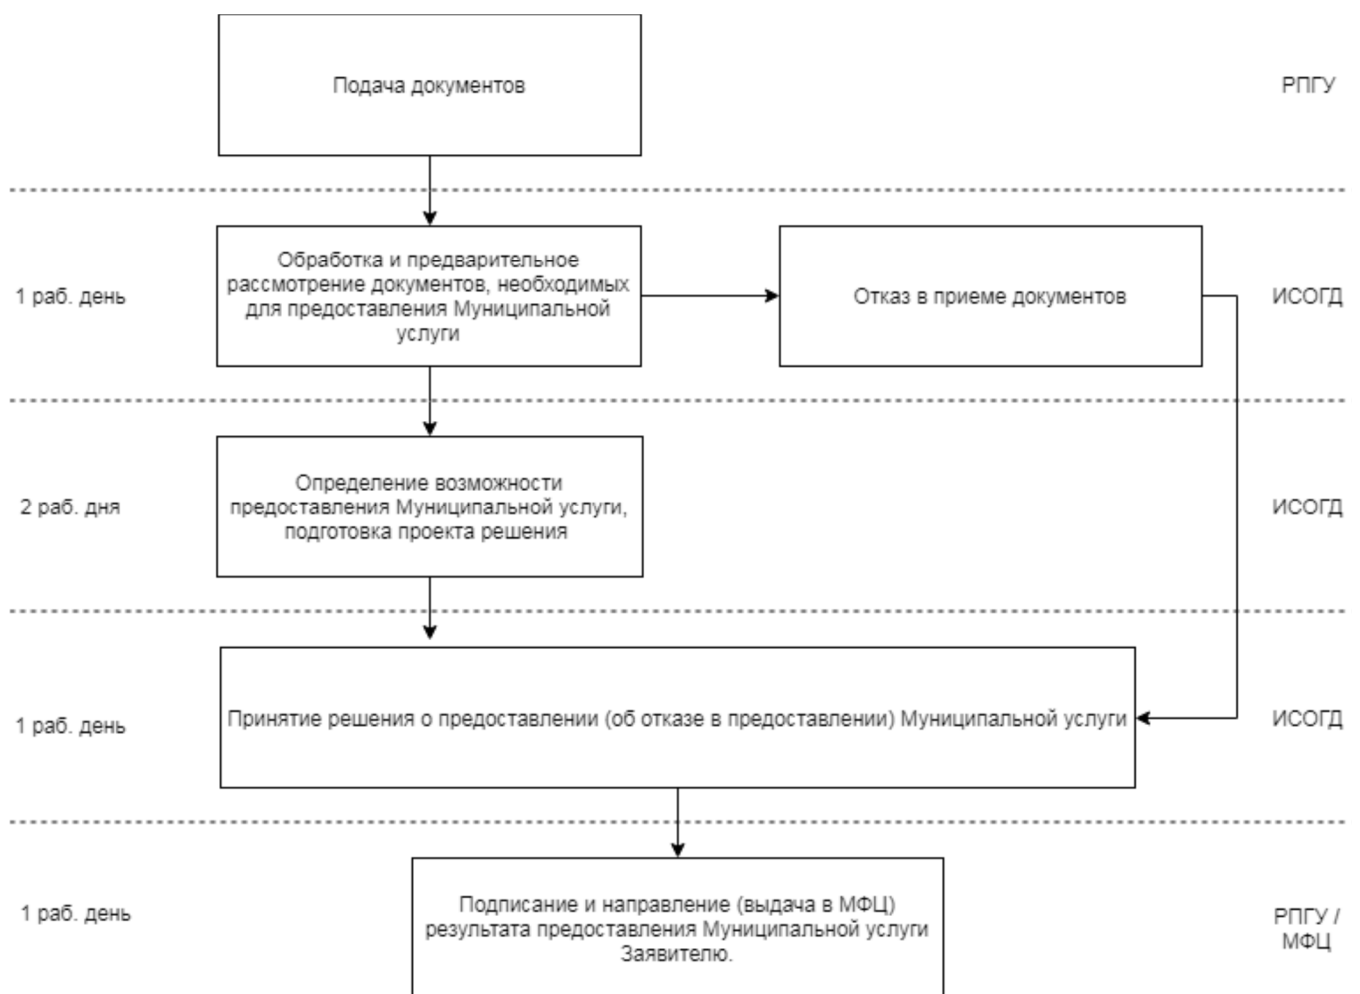 Подача документов
РПГУ
1 раб. день
Обработка и предварительное
рассмотрение документов, необходимых
для предоставления Муниципальной
услуги
Отказ в приеме документов
ИСОГД
2 раб. дня
Определение возможности
предоставления Муниципальной услуги,
подготовка проекта решения
ИСОГД
1 раб. день
Принятие решения о предоставлении (об отказе в предоставлении) Муниципальной услуги
ИСОГД
1 раб. день
Подписание и направление (выдача в МФЦ)
результата предоставления Муниципальной услуги
Заявителю.
РПГУ /
МФЦ